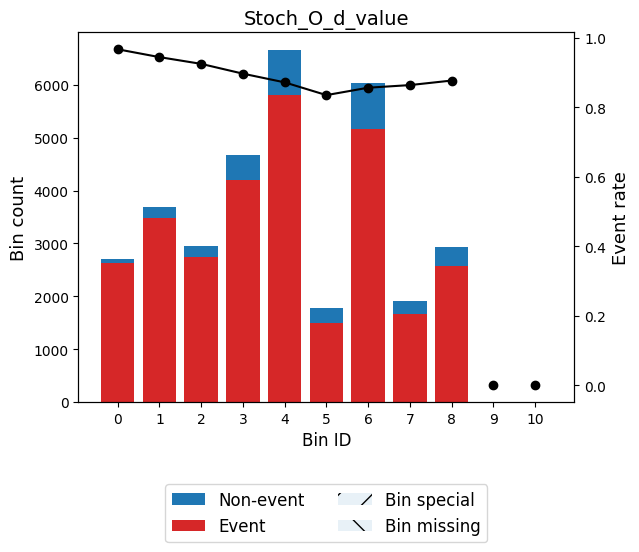 Stoch_O_d_value
Bin count
6000
5000
4000
3000
2000
1000
0
1.0
0.8
0.6
0.4
0.2
0.0
Event rate
0 1 2 3 4 5 6 7 8 9 10
Bin ID
Non-event Bin special
Event Bin missing